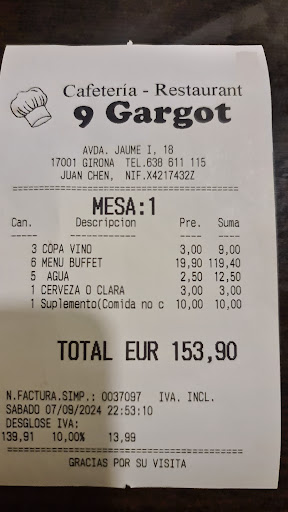 Cafetería - Restaurant
9 Gargot
AVDA. JAUME I, 18
17001 GIRONA TEL.638 611 115
JUAN CHEN, NIF.X4217432Z
MESA:1
Can. Descripcion Pre. Suma
3 COPA VINO 3,00 9,00
6 MENU BUFFET 19,90 119,40
5 AGUA 2,50 12,50
1 CERVEZA O CLARA 3,00 3,00
1 Suplemento(Comida no c 10,00 10,00
TOTAL EUR 153,90
N.FACTURA.SIMP.: 0037097 IVA. INCL.
SABADO 07/09/2024 22:53:10
DESGLOSE IVA:
139,91 10,00% 13,99
GRACIAS POR SU VISITA